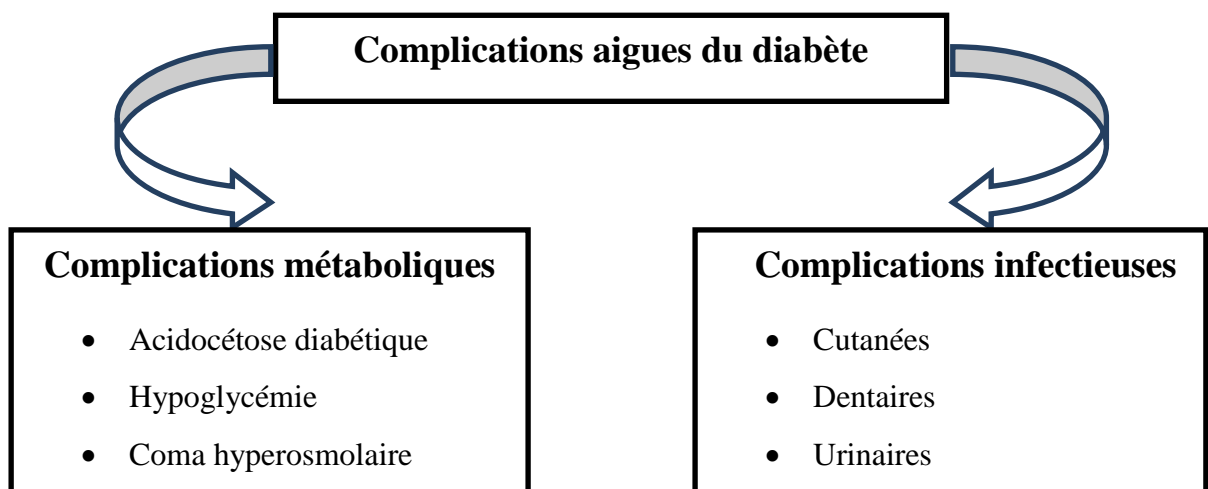 Complications aigues du diabète
Complications métaboliques
• Acidocétose diabétique
• Hypoglycémie
• Coma hyperosmolaire
Complications infectieuses
• Cutanées
• Dentaires
• Urinaires